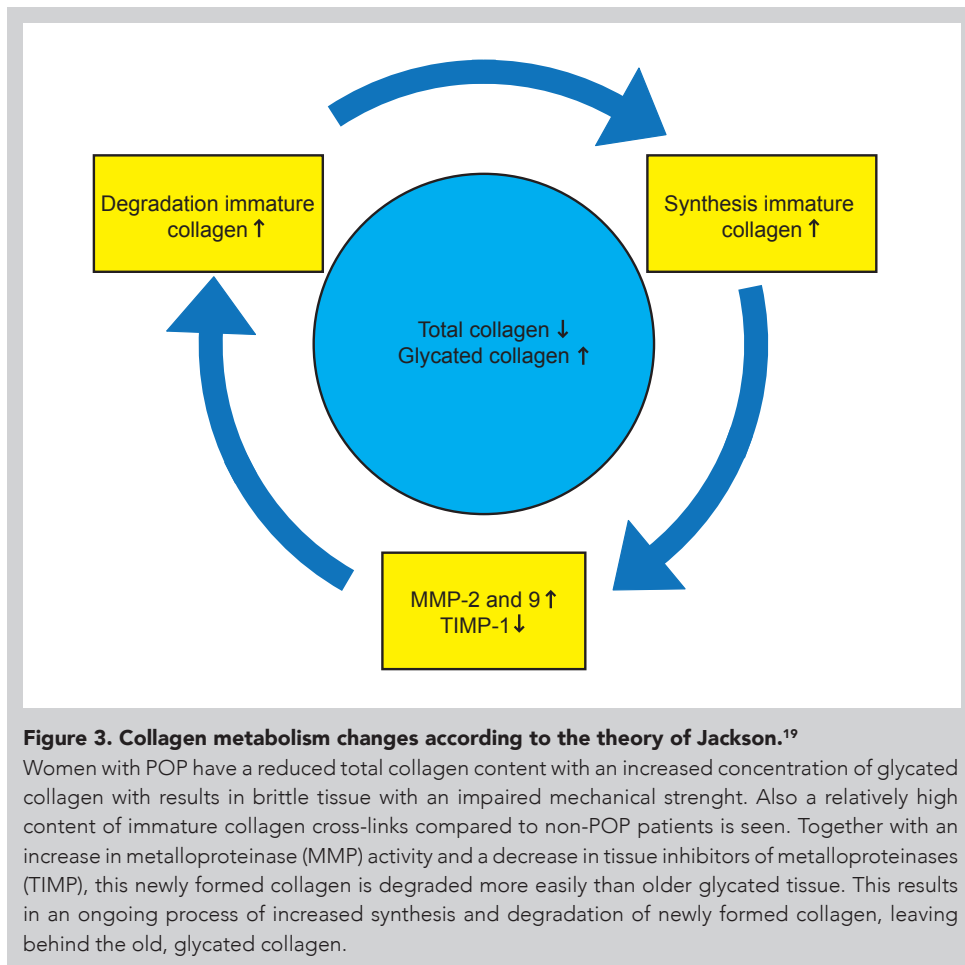 Degradation immature
collagen ↑
Synthesis immature
collagen ↑
Total collagen ↓
Glycated collagen ↑
MMP-2 and 9 ↑
TIMP-1 ↓
Figure 3. Collagen metabolism changes according to the theory of Jackson.¹⁹
Women with POP have a reduced total collagen content with an increased concentration of glycated
collagen with results in brittle tissue with an impaired mechanical strenght. Also a relatively high
content of immature collagen cross-links compared to non-POP patients is seen. Together with an
increase in metalloproteinase (MMP) activity and a decrease in tissue inhibitors of metalloproteinases
(TIMP), this newly formed collagen is degraded more easily than older glycated tissue. This results
in an ongoing process of increased synthesis and degradation of newly formed collagen, leaving
behind the old, glycated collagen.